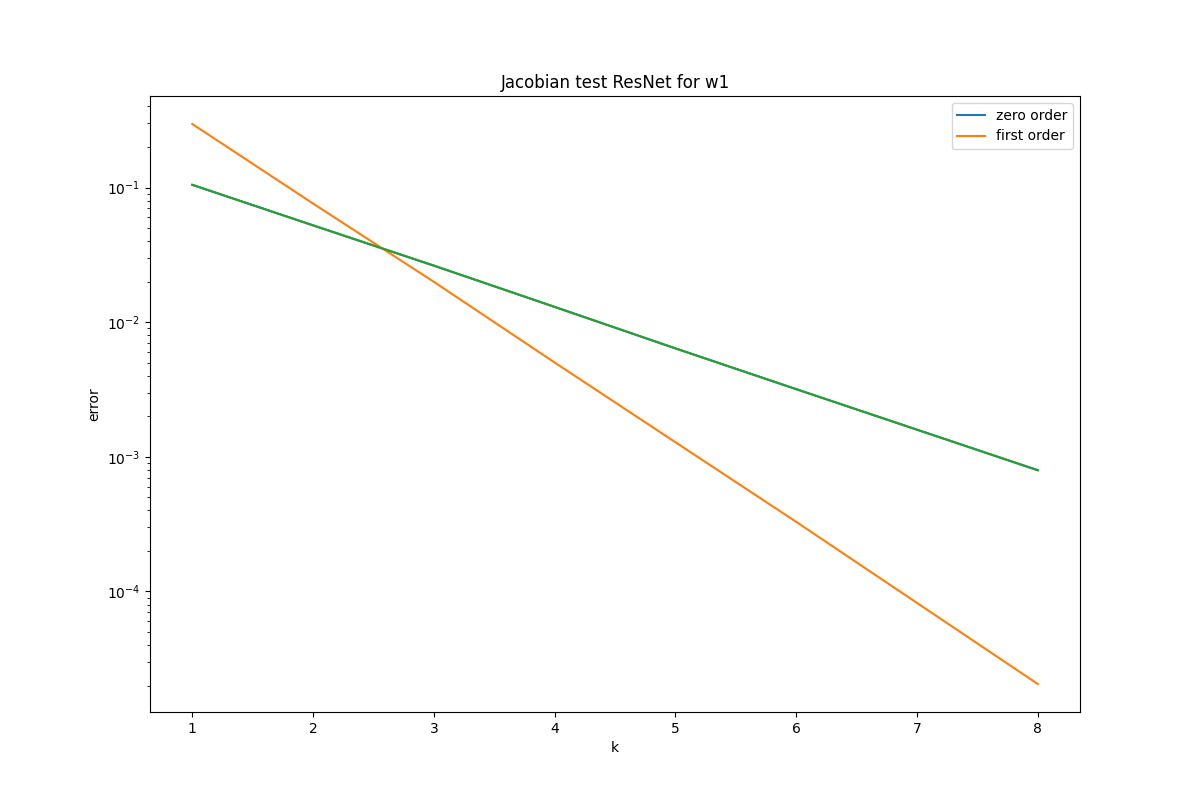 Jacobian test ResNet for w1
zero order
first order
10⁻¹
10⁻²
10⁻³
10⁻⁴
error
1 2 3 4 5 6 7 8
k